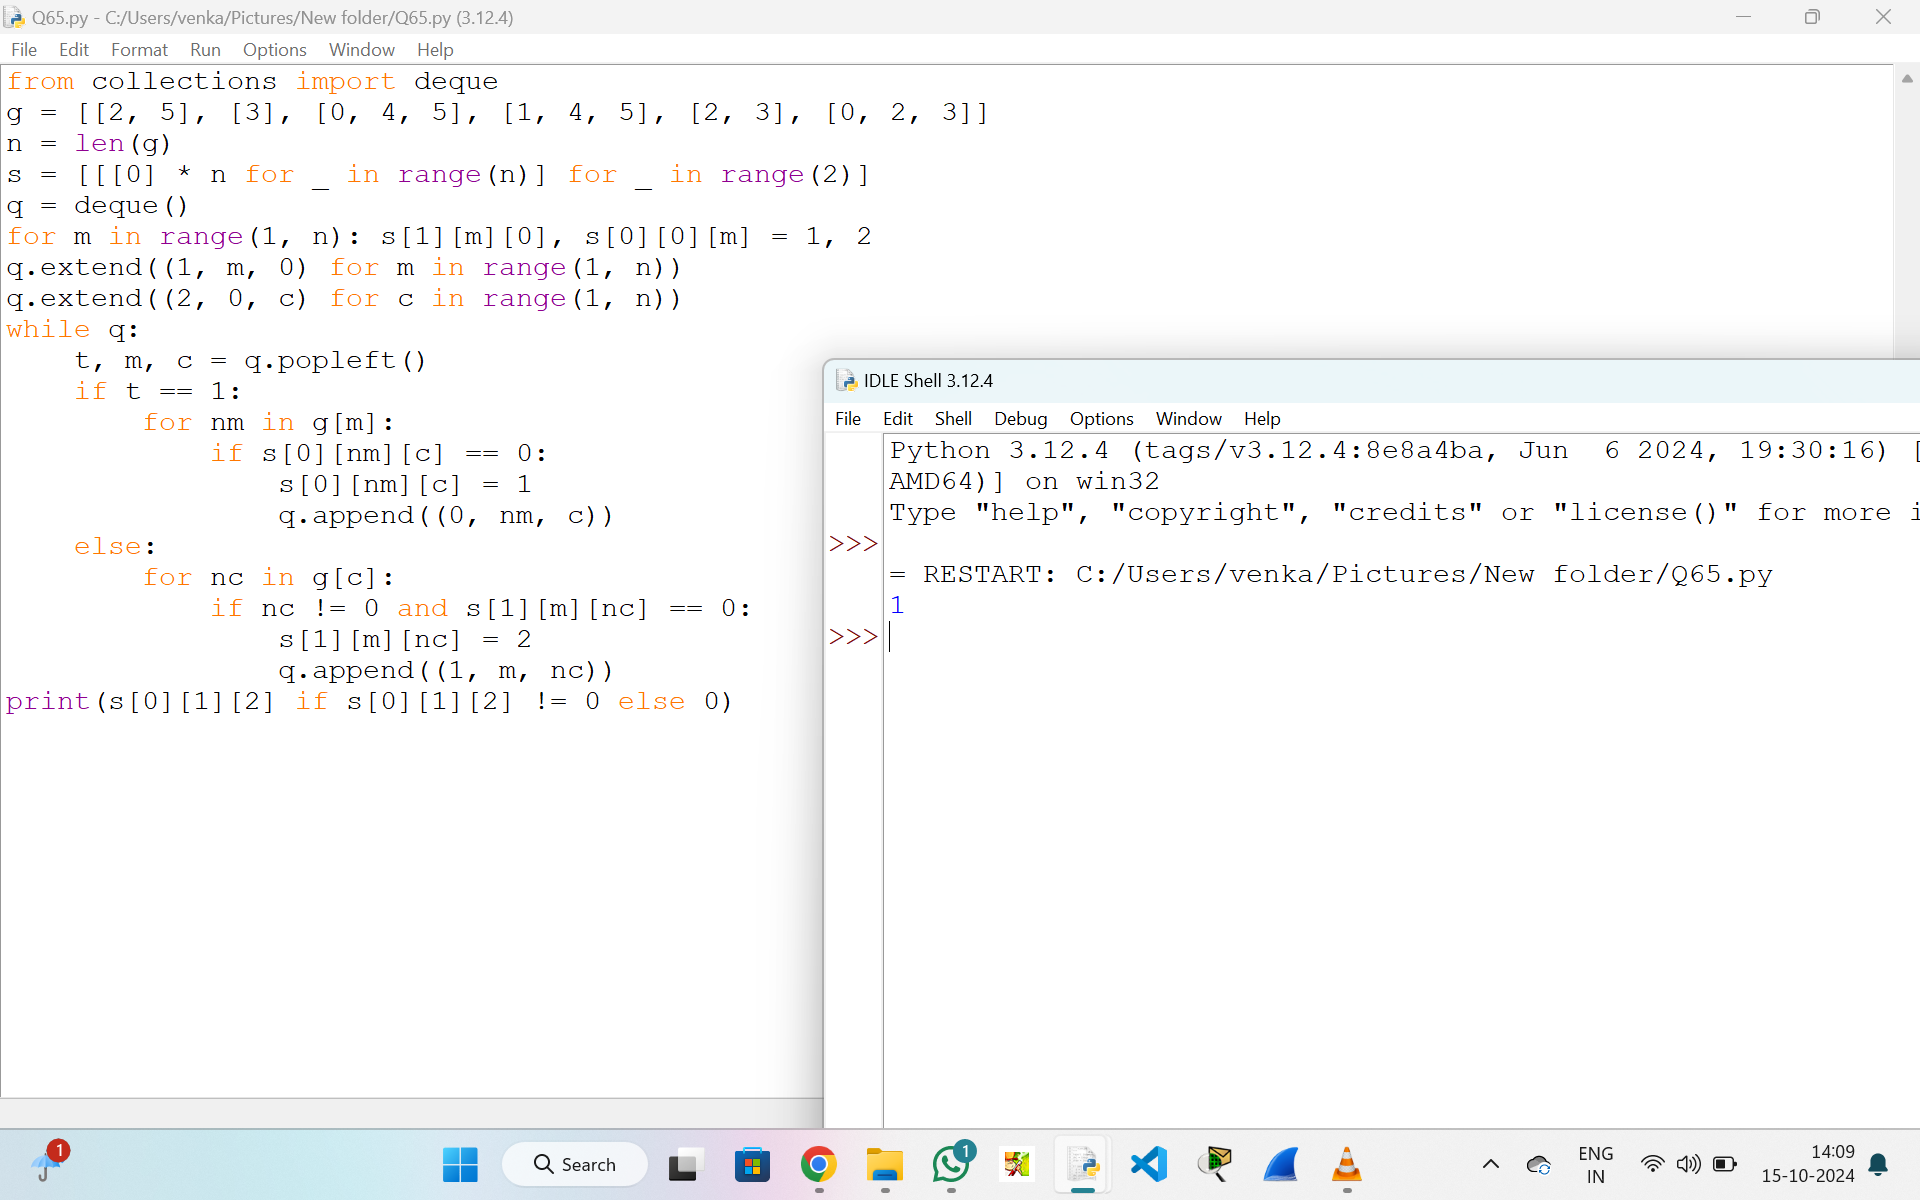 Q65.py - C:/Users/venka/Pictures/New folder/Q65.py (3.12.4)
File Edit Format Run Options Window Help
from collections import deque
g = [[2, 5], [3], [0, 4, 5], [1, 4, 5], [2, 3], [0, 2, 3]]
n = len(g)
s = [[[0] * n for _ in range(n)] for _ in range(2)]
q = deque()
for m in range(1, n): s[1][m][0], s[0][0][m] = 1, 2
q.extend((1, m, 0) for m in range(1, n))
q.extend((2, 0, c) for c in range(1, n))
while q:
    t, m, c = q.popleft()
    if t == 1:
        for nm in g[m]:
            if s[0][nm][c] == 0:
                s[0][nm][c] = 1
                q.append((0, nm, c))
    else:
        for nc in g[c]:
            if nc != 0 and s[1][m][nc] == 0:
                s[1][m][nc] = 2
                q.append((1, m, nc))
print(s[0][1][2] if s[0][1][2] != 0 else 0)
IDLE Shell 3.12.4
File Edit Shell Debug Options Window Help
Python 3.12.4 (tags/v3.12.4:8e8a4ba, Jun  6 2024, 19:30:16) [
AMD64)] on win32
Type "help", "copyright", "credits" or "license()" for more i
>>>
= RESTART: C:/Users/venka/Pictures/New folder/Q65.py
1
>>>
1
Search
1
ENG
IN
14:09
15-10-2024